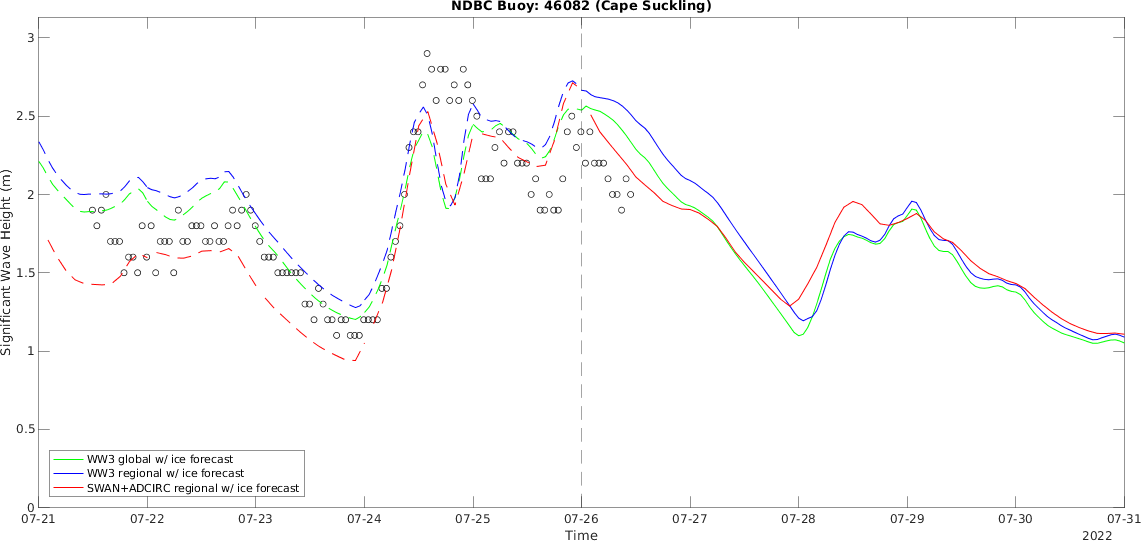 NDBC Buoy: 46082 (Cape Suckling)
3
2.5
2
1.5
1
0.5
0
Significant Wave Height (m)
WW3 global w/ ice forecast
WW3 regional w/ ice forecast
SWAN+ADCIRC regional w/ ice forecast
07-21 07-22 07-23 07-24 07-25 07-26 07-27 07-28 07-29 07-30 07-31
Time
2022